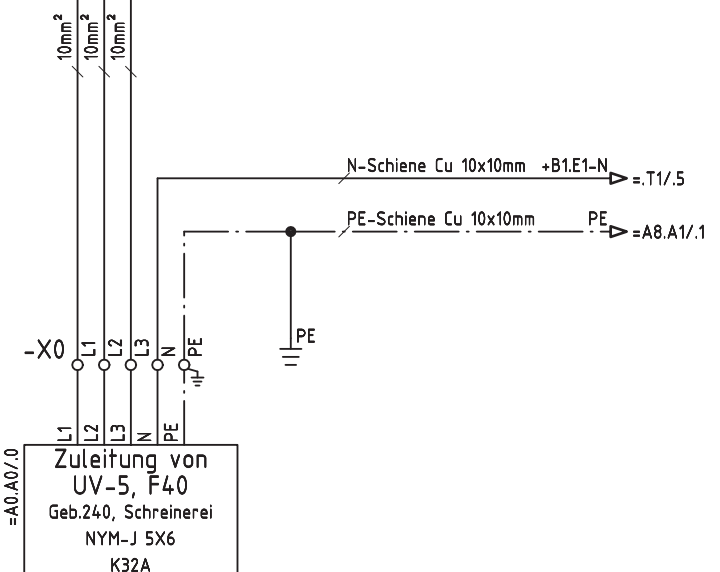 10mm²
10mm²
10mm²
N-Schiene Cu 10x10mm +B1.E1-N
=.T1/.5
PE-Schiene Cu 10x10mm PE
=A8.A1/.1
PE
-X0
L1
L2
L3
N
PE
L1
L2
L3
N
PE
=A0.A0/.0
Zuleitung von
UV-5, F40
Geb.240, Schreinerei
NYM-J 5X6
K32A